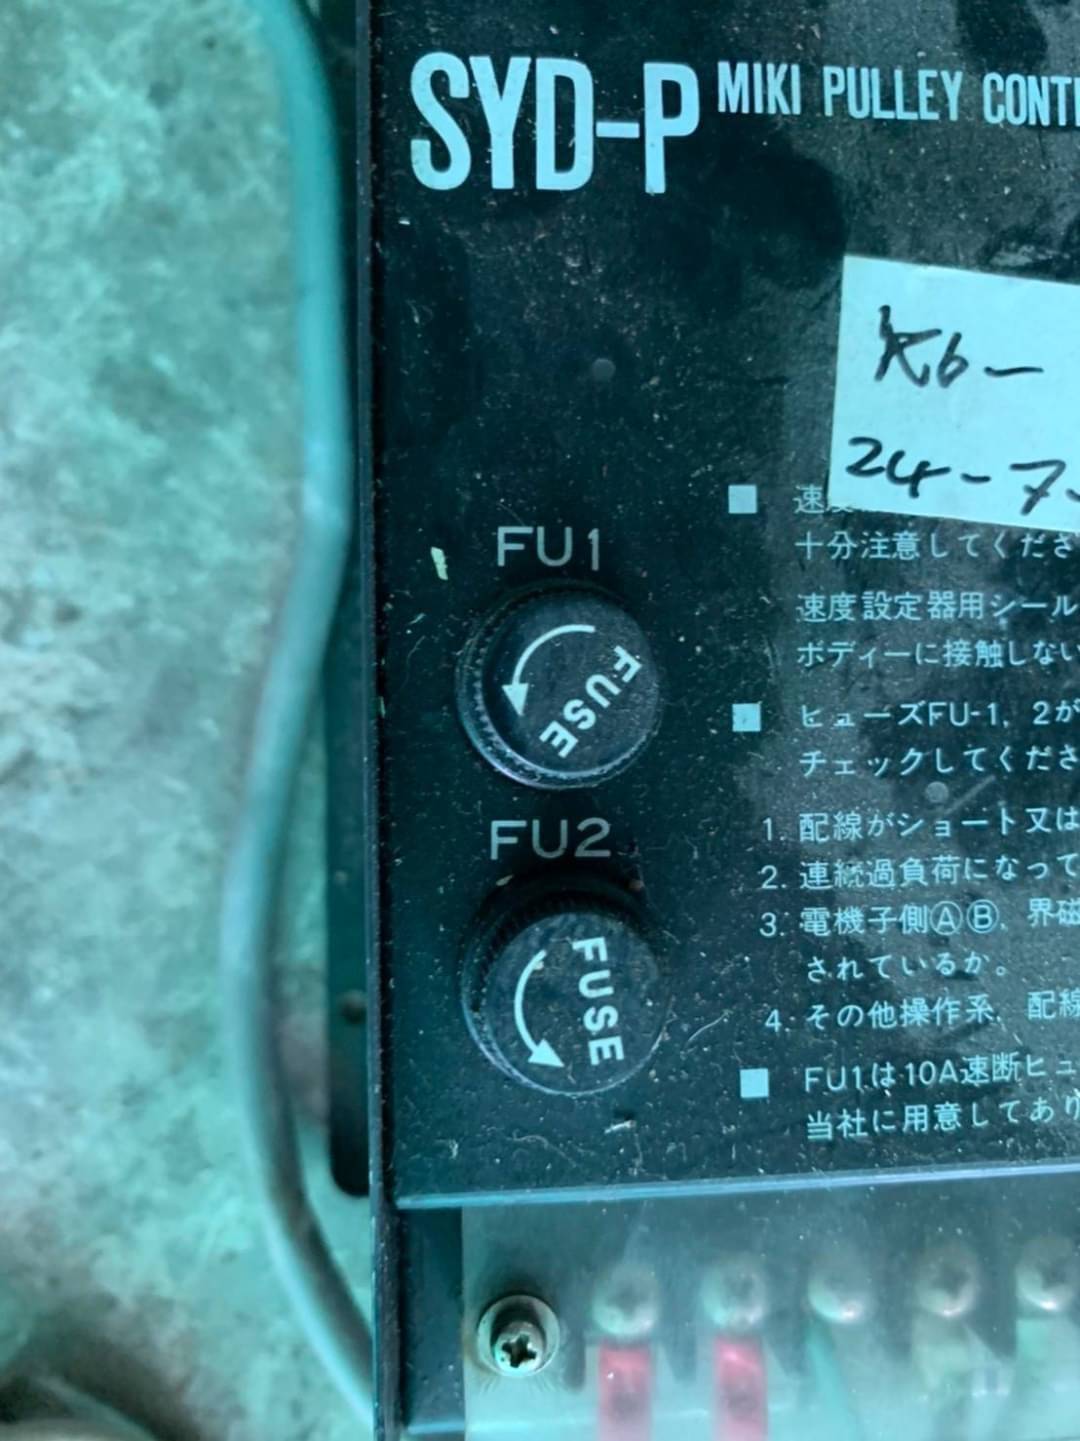 SYD-P MIKI PULLEY CONT
K6-
24-7-
FU1
FUSE
FU2
FUSE
■ 速
十分注意してくださ
速度設定器用シール
ボディーに接触しない
■ ヒューズFU-1, 2が
チェックしてくださ
1. 配線がショート又は
2. 連続過負荷になって
3. 電機子側ⒶⒷ, 界磁
されているか。
4. その他操作系, 配線
■ FU1は10A速断ヒュ
当社に用意してあり